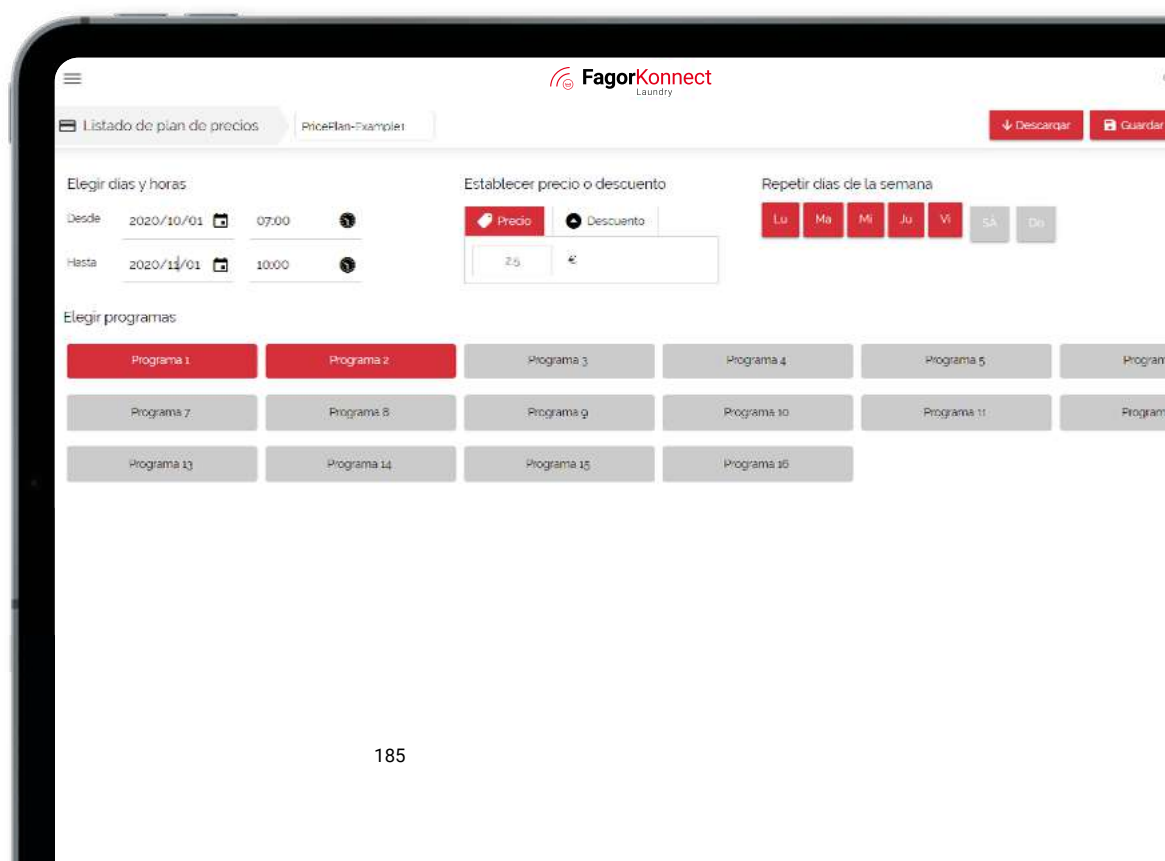 FagorKonnect
Laundry
Listado de plan de precios
PricePlan-Example1
Descargar
Guardar
Elegir días y horas
Establecer precio o descuento
Repetir días de la semana
Desde
2020/10/01
07:00
Precio
Descuento
Lu
Ma
Mi
Ju
Vi
SÁ
Do
Hasta
2020/11/01
10:00
2.5
€
Elegir programas
Programa 1
Programa 2
Programa 3
Programa 4
Programa 5
Program
Programa 7
Programa 8
Programa 9
Programa 10
Programa 11
Program
Programa 13
Programa 14
Programa 15
Programa 16
185